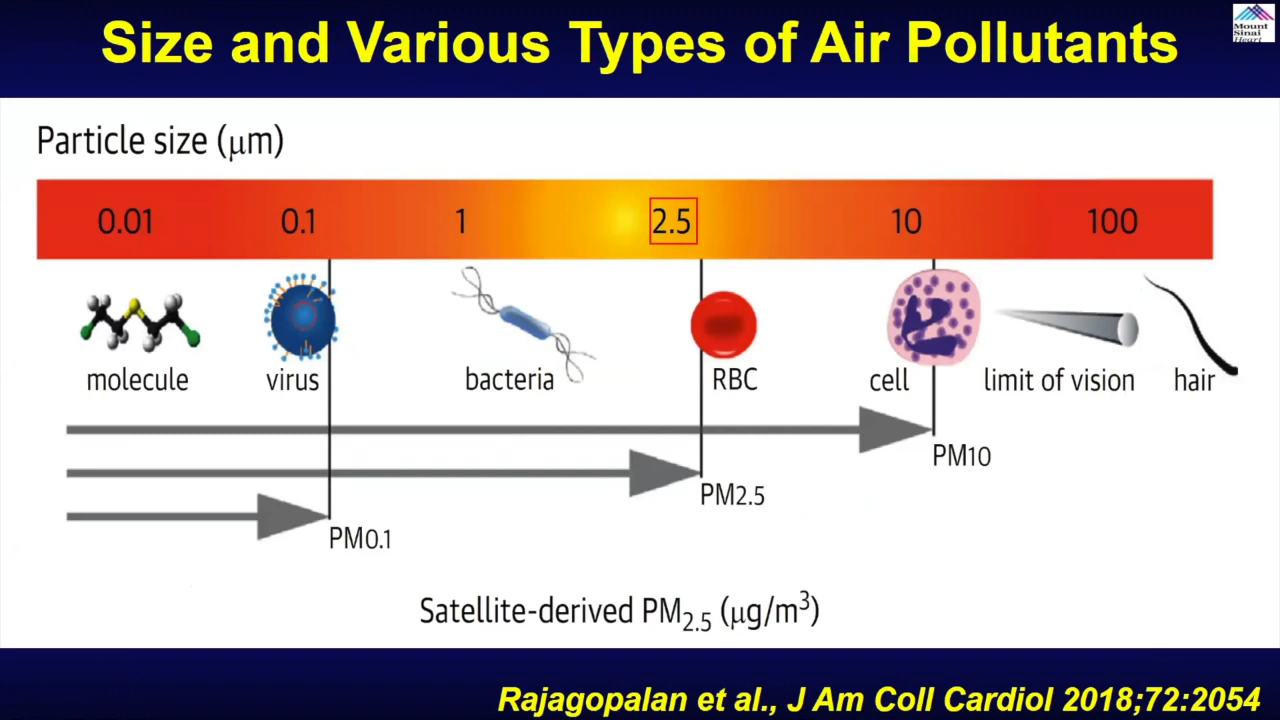 Size and Various Types of Air Pollutants
Mount
Sinai
Heart
Particle size (μm)
0.01 0.1 1 2.5 10 100
molecule virus bacteria RBC cell limit of vision hair
PM10
PM2.5
PM0.1
Satellite-derived PM2.5 (μg/m³)
Rajagopalan et al., J Am Coll Cardiol 2018;72:2054